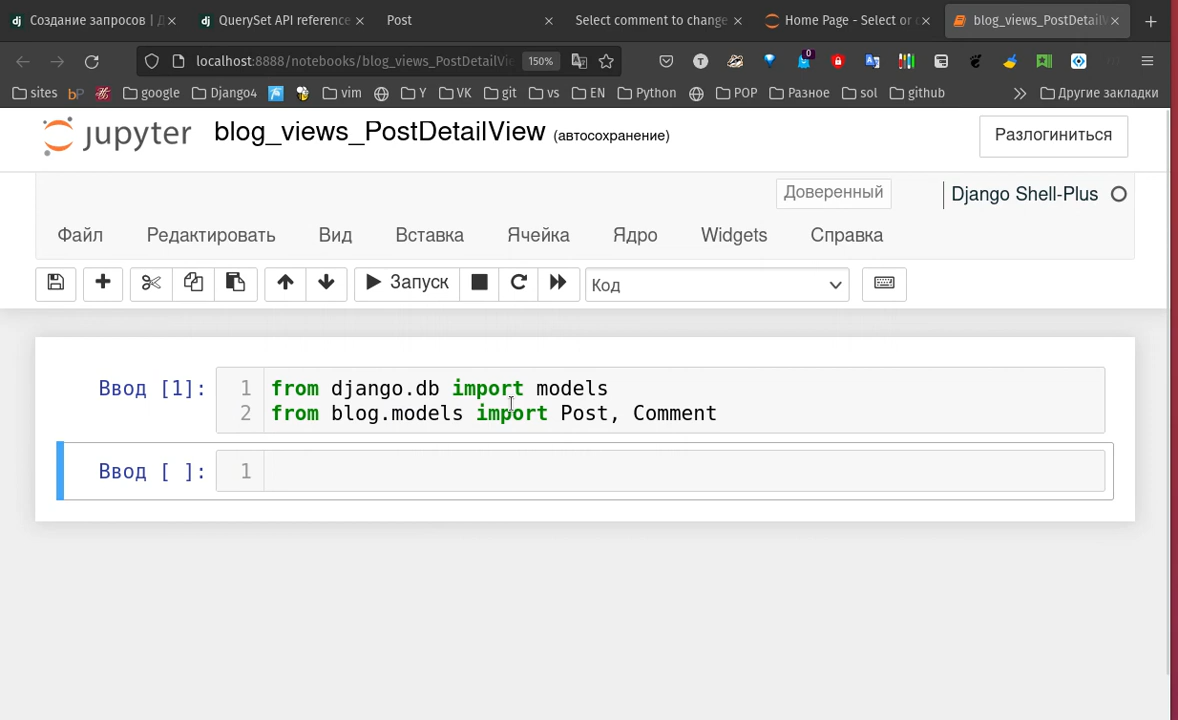 Создание запросов | Д
QuerySet API reference
Post
Select comment to change
Home Page - Select or c
blog_views_PostDetailV
localhost:8888/notebooks/blog_views_PostDetailVie
150%
0
sites
google
Django4
vim
Y
VK
git
vs
EN
Python
POP
Разное
sol
github
Другие закладки
jupyter
blog_views_PostDetailView (автосохранение)
Разлогиниться
Доверенный
Django Shell-Plus
Файл
Редактировать
Вид
Вставка
Ячейка
Ядро
Widgets
Справка
Запуск
Код
Ввод [1]:
1 from django.db import models
2 from blog.models import Post, Comment
Ввод [ ]:
1